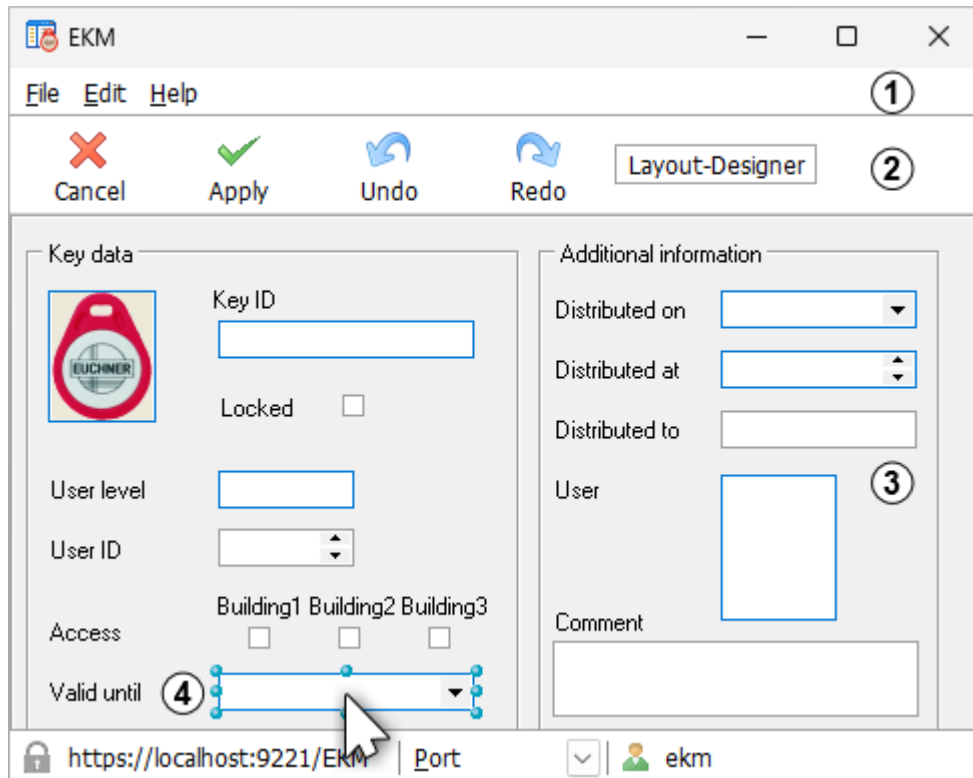 EKM
File Edit Help
1
Cancel Apply Undo Redo Layout-Designer
2
Key data
EUCHNER
Key ID
Locked
User level
User ID
Building1 Building2 Building3
Access
Valid until
4
Additional information
Distributed on
Distributed at
Distributed to
User
3
Comment
https://localhost:9221/EKM Port ekm